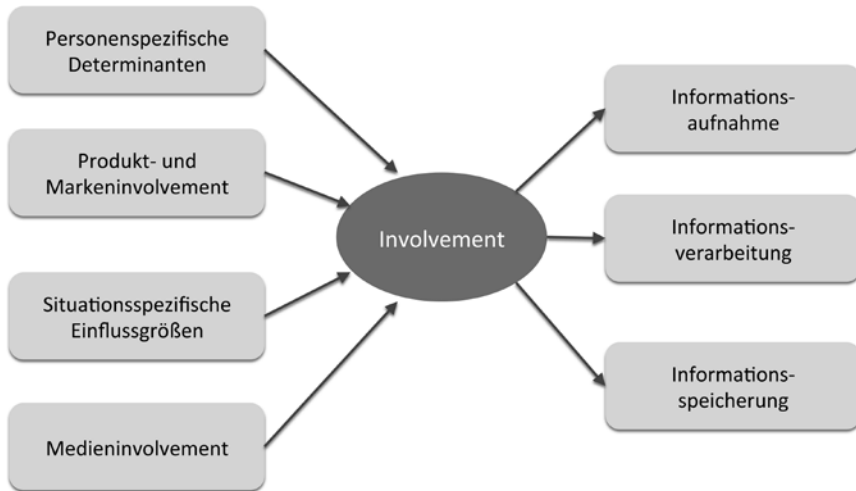 Personenspezifische
Determinanten
Produkt- und
Markeninvolvement
Situationsspezifische
Einflussgrößen
Medieninvolvement
Involvement
Informations-
aufnahme
Informations-
verarbeitung
Informations-
speicherung